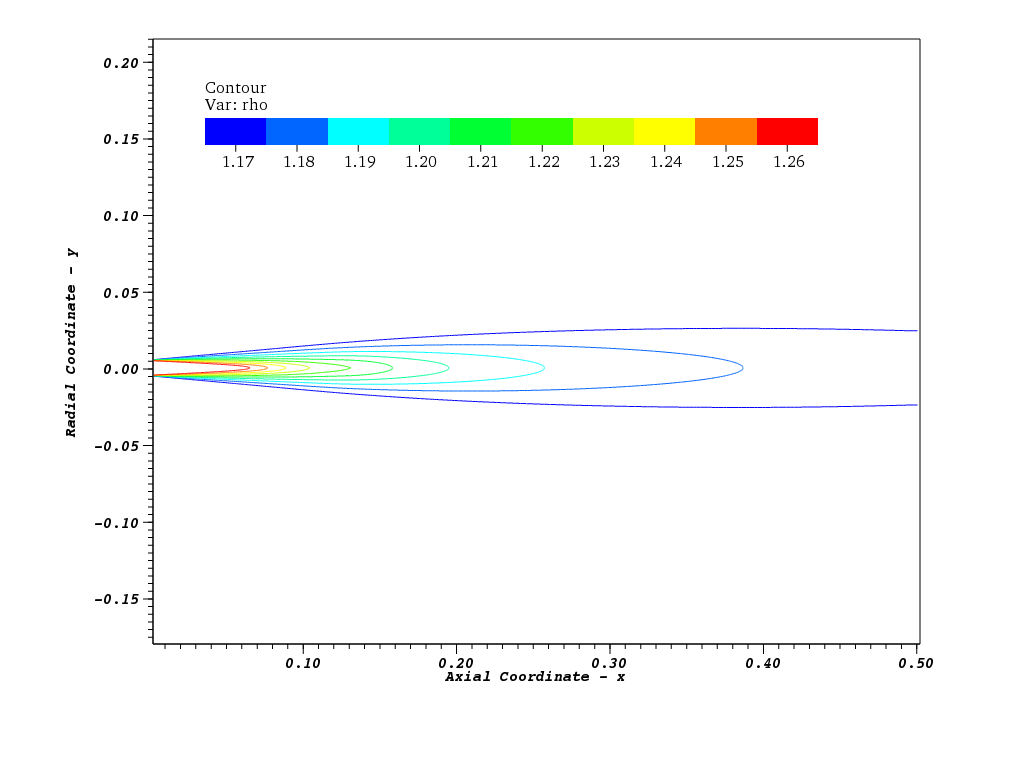 Contour
Var: rho
1.17 1.18 1.19 1.20 1.21 1.22 1.23 1.24 1.25 1.26
0.20
0.15
0.10
0.05
0.00
-0.05
-0.10
-0.15
Radial Coordinate - y
0.10 0.20 0.30 0.40 0.50
Axial Coordinate - x